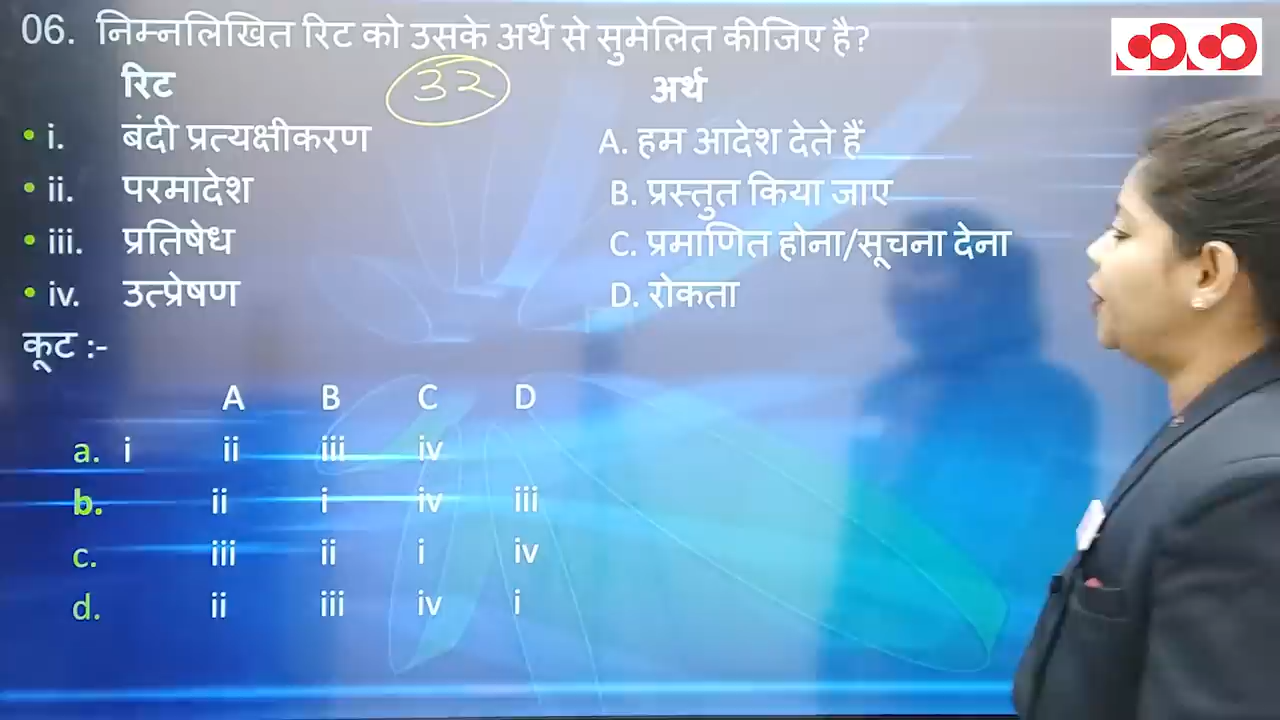 06. निम्नलिखित रिट को उसके अर्थ से सुमेलित कीजिए है?
रिट 32 अर्थ
• i. बंदी प्रत्यक्षीकरण A. हम आदेश देते हैं
• ii. परमादेश B. प्रस्तुत किया जाए
• iii. प्रतिषेध C. प्रमाणित होना/सूचना देना
• iv. उत्प्रेषण D. रोकता
कूट :-
A B C D
a. i ii iii iv
b. ii i iv iii
c. iii ii i iv
d. ii iii iv i